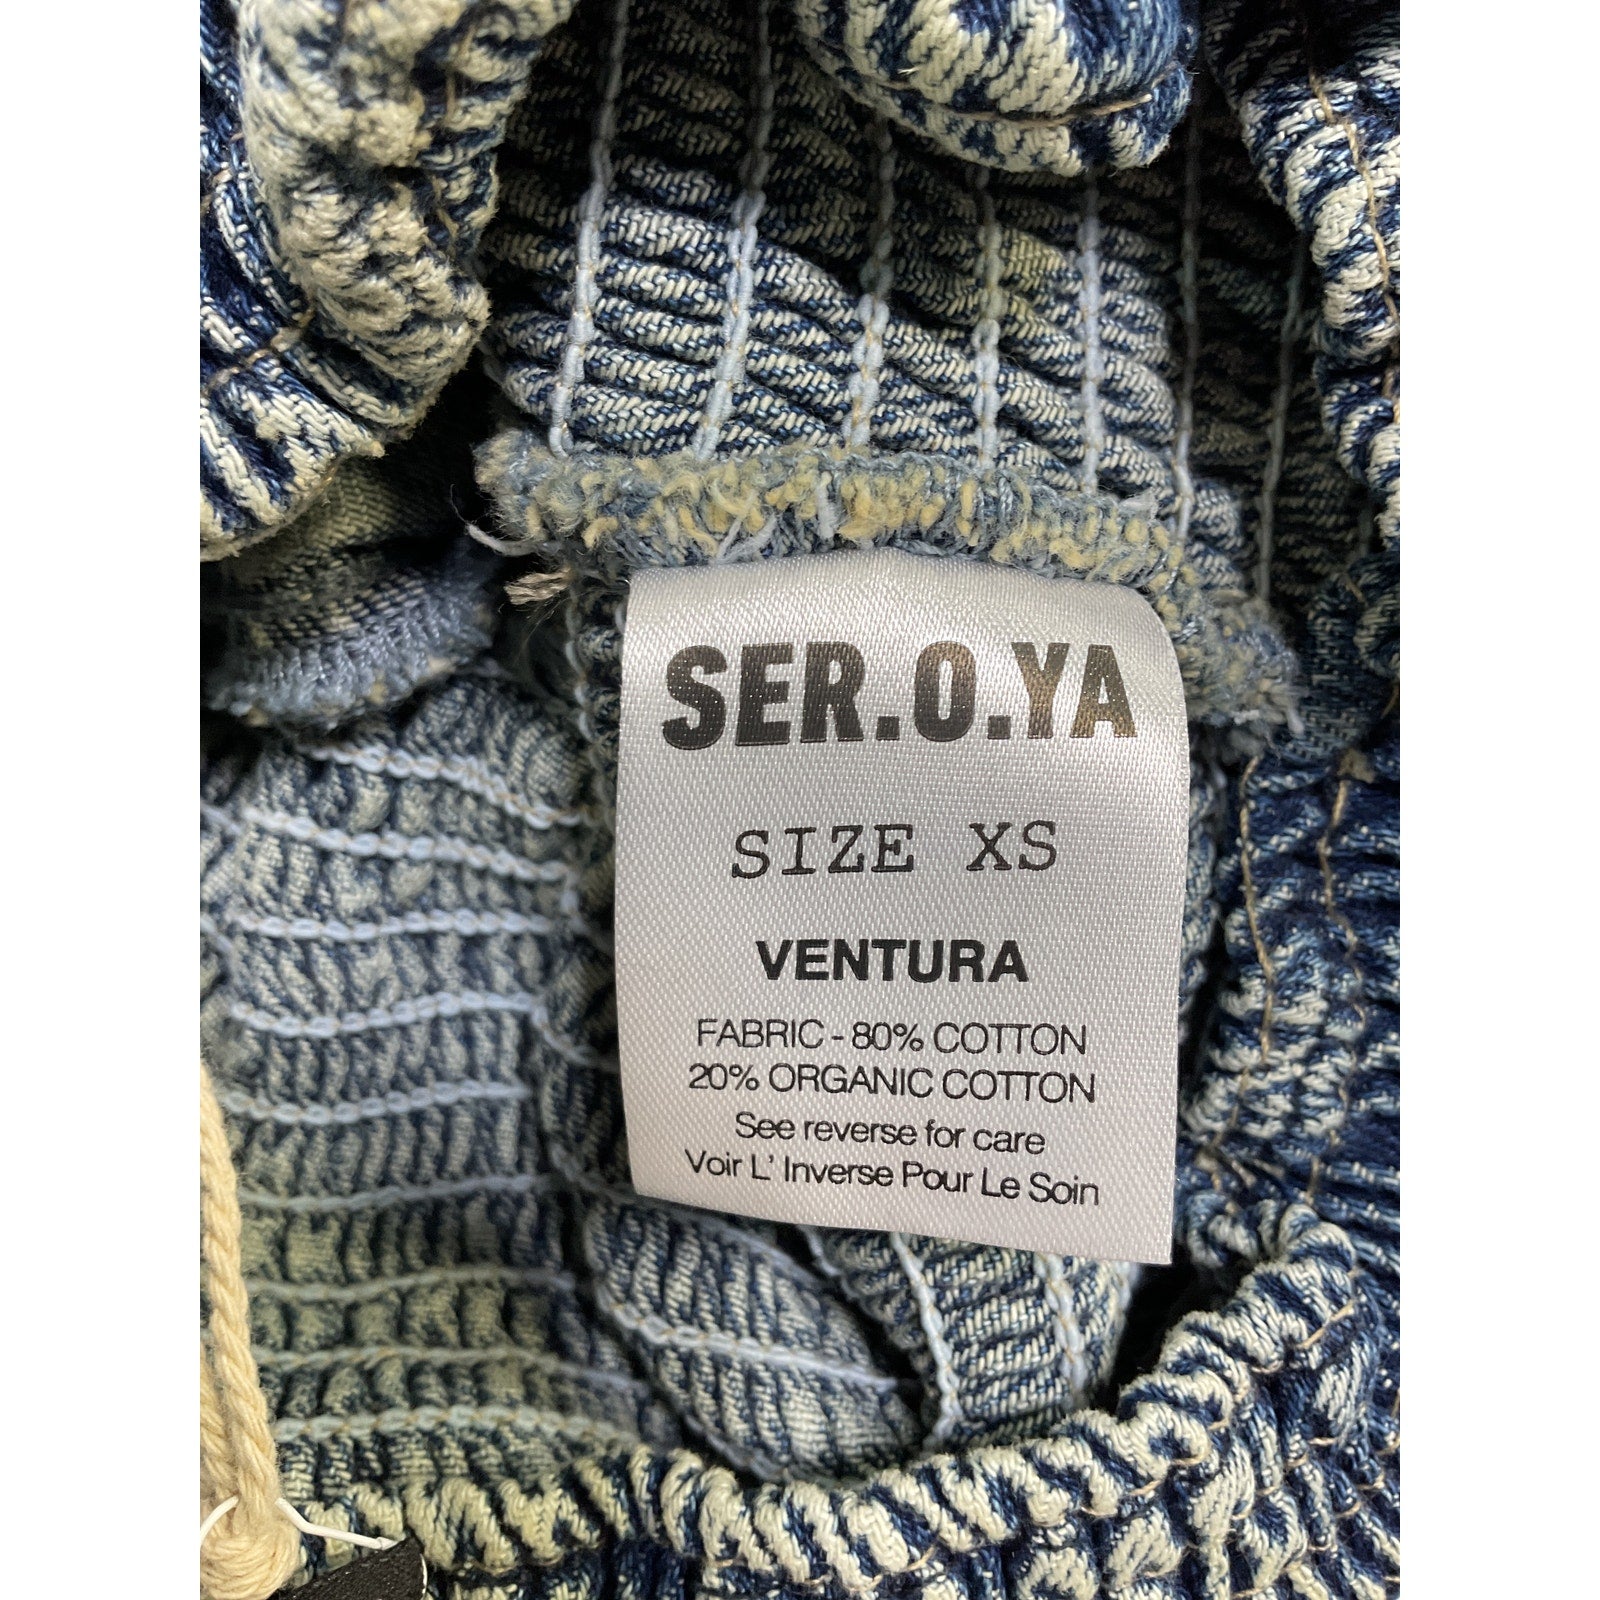 SER.O.YA
SIZE XS
VENTURA
FABRIC - 80% COTTON
20% ORGANIC COTTON
See reverse for care
Voir L' Inverse Pour Le Soin